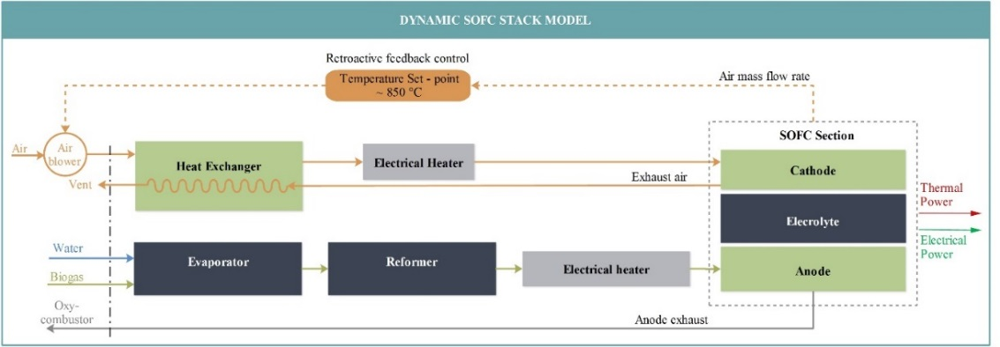 DYNAMIC SOFC STACK MODEL
Retroactive feedback control
Temperature Set - point
~ 850 °C
Air mass flow rate
SOFC Section
Air
Air
blower
Heat Exchanger
Electrical Heater
Cathode
Vent
Exhaust air
Thermal
Power
Elecrolyte
Water
Evaporator
Reformer
Electrical heater
Anode
Electrical
Power
Biogas
Oxy-
combustor
Anode exhaust